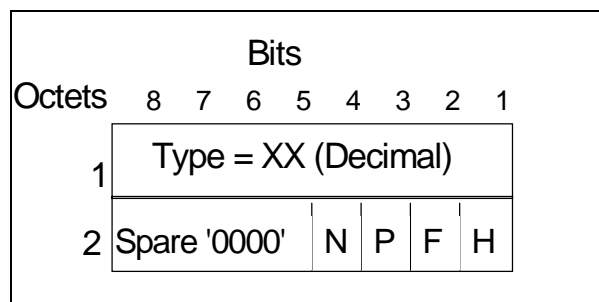 Bits
Octets 8 7 6 5 4 3 2 1
1 Type = XX (Decimal)
2 Spare '0000' N P F H